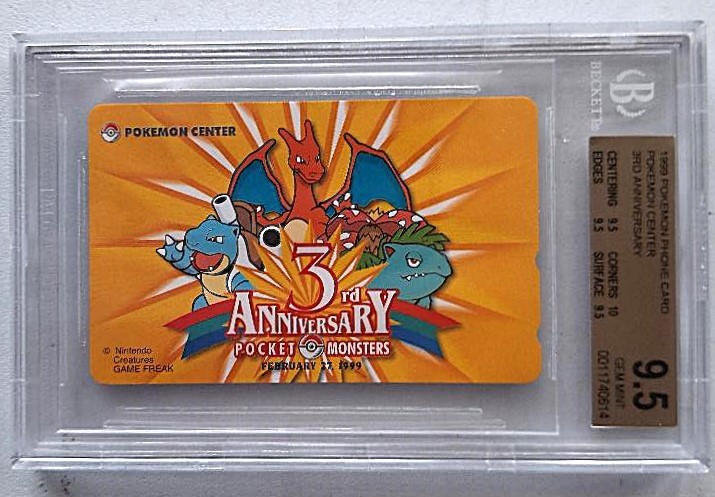 POKEMON CENTER
3rd
ANNIVERSARY
POCKET MONSTERS
FEBRUARY 27, 1999
© Nintendo
Creatures
GAME FREAK
B
BECKETT
1999 POKEMON PHONE CARD
POKEMON CENTER
3RD ANNIVERSARY
CENTERING 9.5 CORNERS 10
EDGES 9.5 SURFACE 9.5
9.5
GEM MINT
0011740614